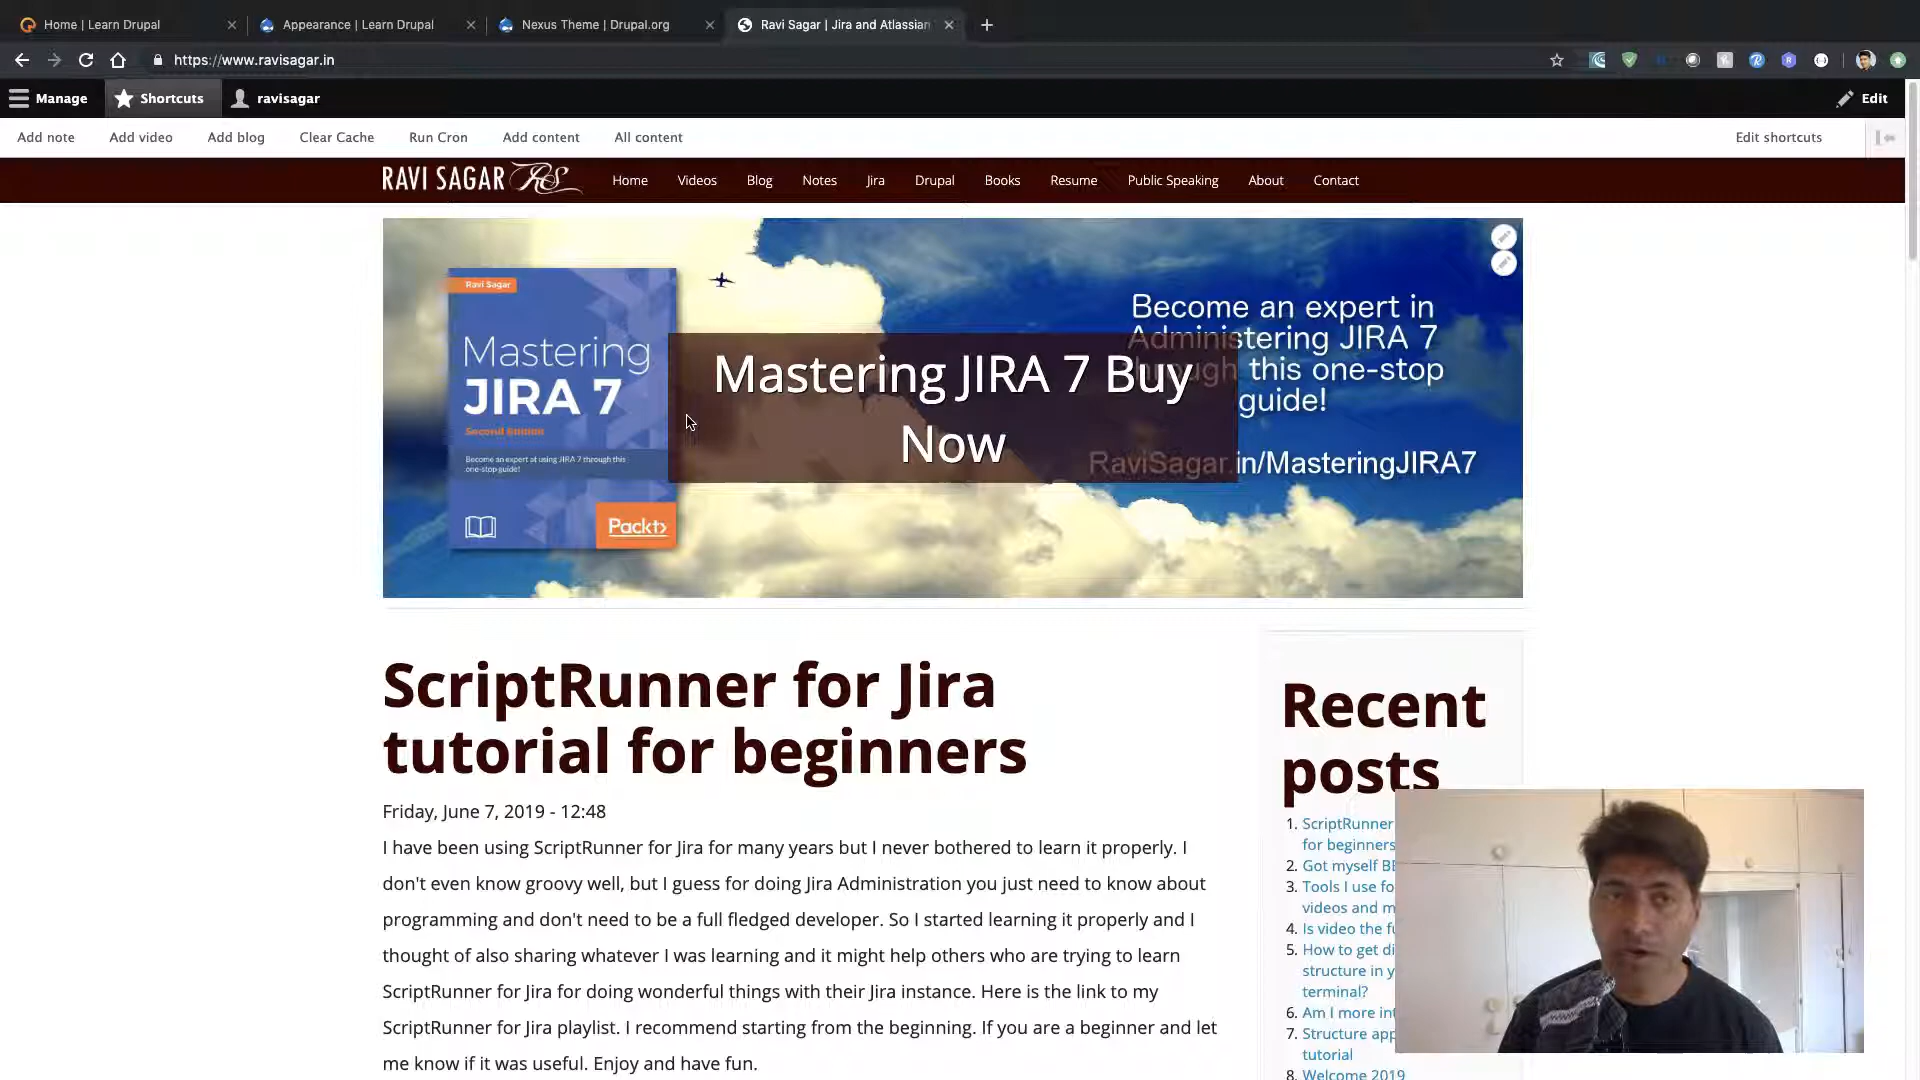 Home | Learn Drupal
Appearance | Learn Drupal
Nexus Theme | Drupal.org
Ravi Sagar | Jira and Atlassian
https://www.ravisagar.in
Manage
Shortcuts
ravisagar
Edit
Add note
Add video
Add blog
Clear Cache
Run Cron
Add content
All content
Edit shortcuts
RAVI SAGAR RS
Home
Videos
Blog
Notes
Jira
Drupal
Books
Resume
Public Speaking
About
Contact
Ravi Sagar
Mastering
JIRA 7
Second Edition
Become an expert at using JIRA 7 through this
one-stop guide!
Packt>
Mastering JIRA 7 Buy
Now
Become an expert in
Administering JIRA 7
through this one-stop
guide!
RaviSagar.in/MasteringJIRA7
ScriptRunner for Jira
tutorial for beginners
Friday, June 7, 2019 - 12:48
I have been using ScriptRunner for Jira for many years but I never bothered to learn it properly. I
don't even know groovy well, but I guess for doing Jira Administration you just need to know about
programming and don't need to be a full fledged developer. So I started learning it properly and I
thought of also sharing whatever I was learning and it might help others who are trying to learn
ScriptRunner for Jira for doing wonderful things with their Jira instance. Here is the link to my
ScriptRunner for Jira playlist. I recommend starting from the beginning. If you are a beginner and let
me know if it was useful. Enjoy and have fun.
Recent
posts
1. ScriptRunner
for beginners
2. Got myself
3. Tools I use fo
videos and m
4. Is video the fu
5. How to get di
structure in y
terminal?
6. Am I more int
7. Structure app
tutorial
8. Welcome 2019